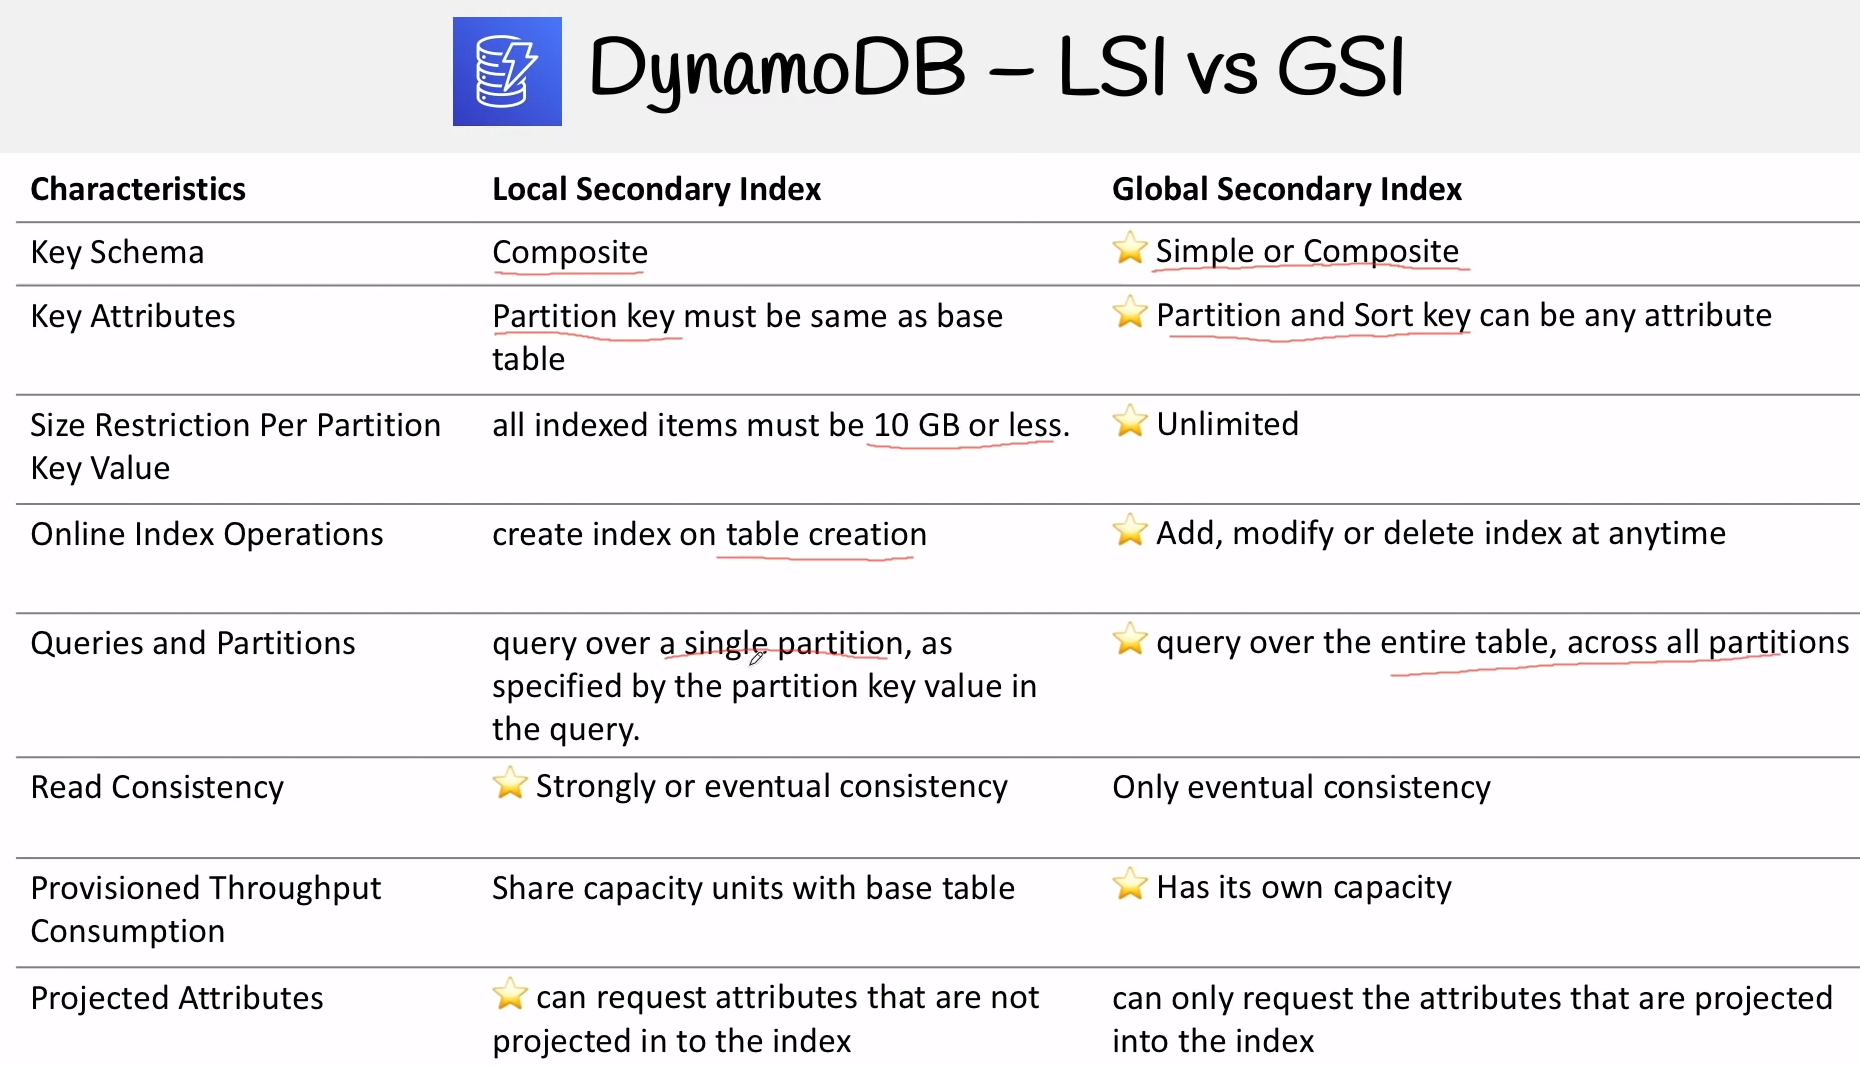 DynamoDB – LSI vs GSI
Characteristics
Local Secondary Index
Global Secondary Index
Key Schema
Composite
Simple or Composite
Key Attributes
Partition key must be same as base
table
Partition and Sort key can be any attribute
Size Restriction Per Partition
Key Value
all indexed items must be 10 GB or less.
Unlimited
Online Index Operations
create index on table creation
Add, modify or delete index at anytime
Queries and Partitions
query over a single partition, as
specified by the partition key value in
the query.
query over the entire table, across all partitions
Read Consistency
Strongly or eventual consistency
Only eventual consistency
Provisioned Throughput
Consumption
Share capacity units with base table
Has its own capacity
Projected Attributes
can request attributes that are not
projected in to the index
can only request the attributes that are projected
into the index